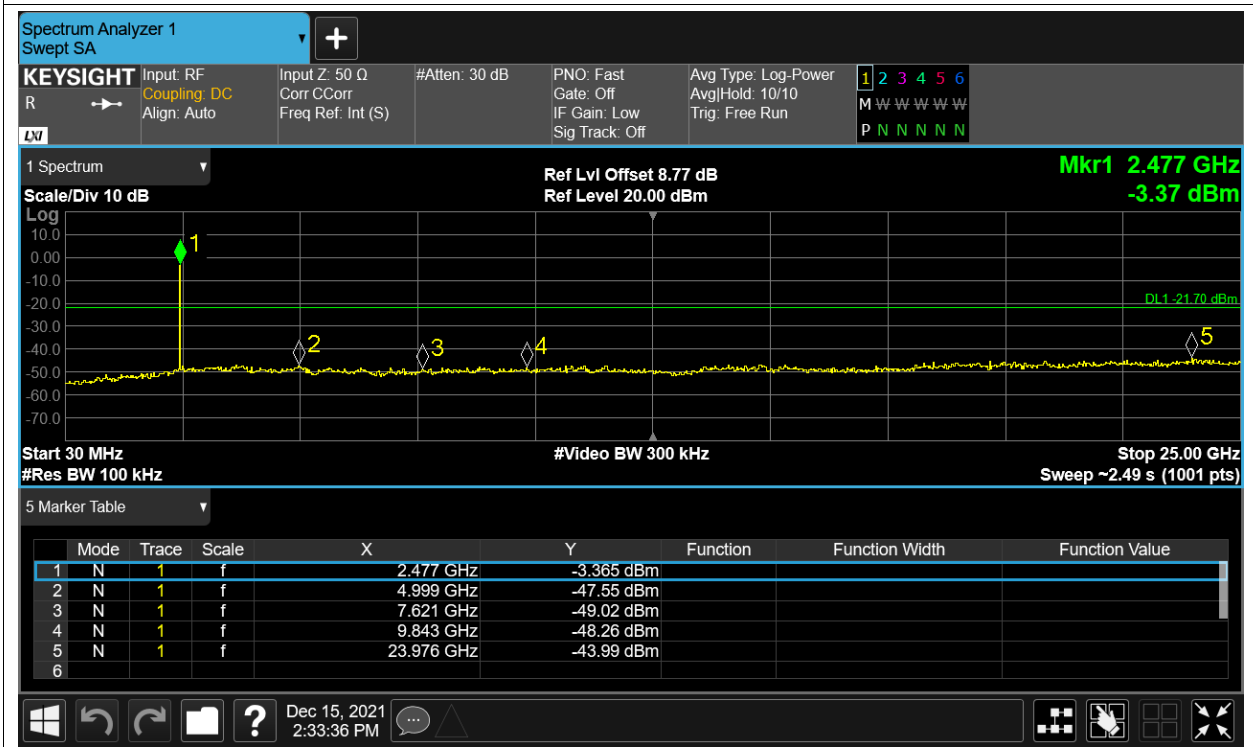 Spectrum Analyzer 1
Swept SA
KEYSIGHT
R
LXI
Input: RF
Coupling: DC
Align: Auto
Input Z: 50 Ω
Corr CCorr
Freq Ref: Int (S)
#Atten: 30 dB
PNO: Fast
Gate: Off
IF Gain: Low
Sig Track: Off
Avg Type: Log-Power
Avg|Hold: 10/10
Trig: Free Run
1 2 3 4 5 6
M W W W W W
P N N N N N
1 Spectrum
Scale/Div 10 dB
Ref Lvl Offset 8.77 dB
Ref Level 20.00 dBm
Mkr1 2.477 GHz
-3.37 dBm
Log
10.0
0.00
-10.0
-20.0
-30.0
-40.0
-50.0
-60.0
-70.0
1
2
3
4
5
DL1 -21.70 dBm
Start 30 MHz
#Res BW 100 kHz
#Video BW 300 kHz
Stop 25.00 GHz
Sweep ~2.49 s (1001 pts)
5 Marker Table
Mode Trace Scale X Y Function Function Width Function Value
1 N 1 f 2.477 GHz -3.365 dBm
2 N 1 f 4.999 GHz -47.55 dBm
3 N 1 f 7.621 GHz -49.02 dBm
4 N 1 f 9.843 GHz -48.26 dBm
5 N 1 f 23.976 GHz -43.99 dBm
6
?
Dec 15, 2021
2:33:36 PM